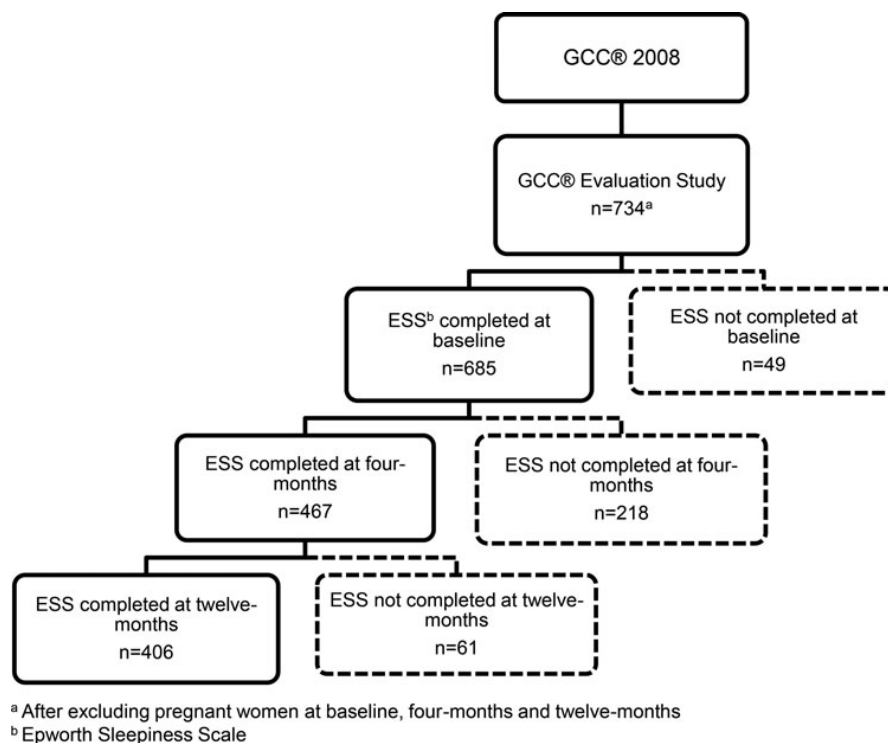 GCC® 2008
GCC® Evaluation Study
n=734ᵃ
ESSᵇ completed at
baseline
n=685
ESS not completed at
baseline
n=49
ESS completed at four-
months
n=467
ESS not completed at four-
months
n=218
ESS completed at twelve-
months
n=406
ESS not completed at twelve-
months
n=61
ᵃ After excluding pregnant women at baseline, four-months and twelve-months
ᵇ Epworth Sleepiness Scale